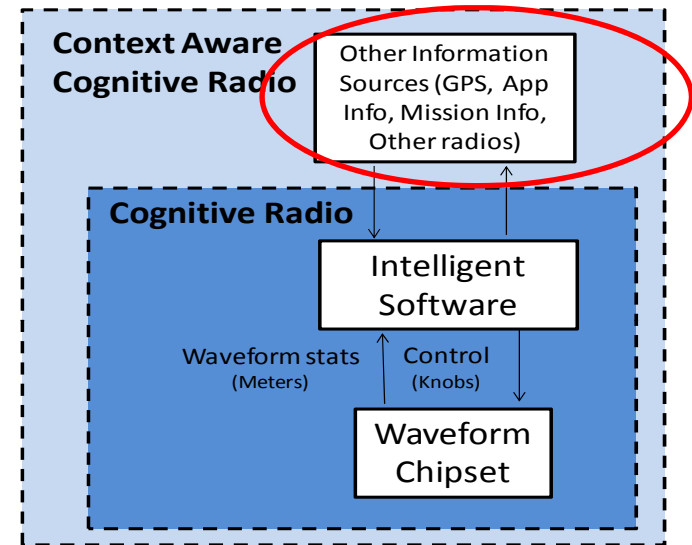 Context Aware
Cognitive Radio
Other Information
Sources (GPS, App
Info, Mission Info,
Other radios)
Cognitive Radio
Intelligent
Software
Waveform stats
(Meters)
Control
(Knobs)
Waveform
Chipset